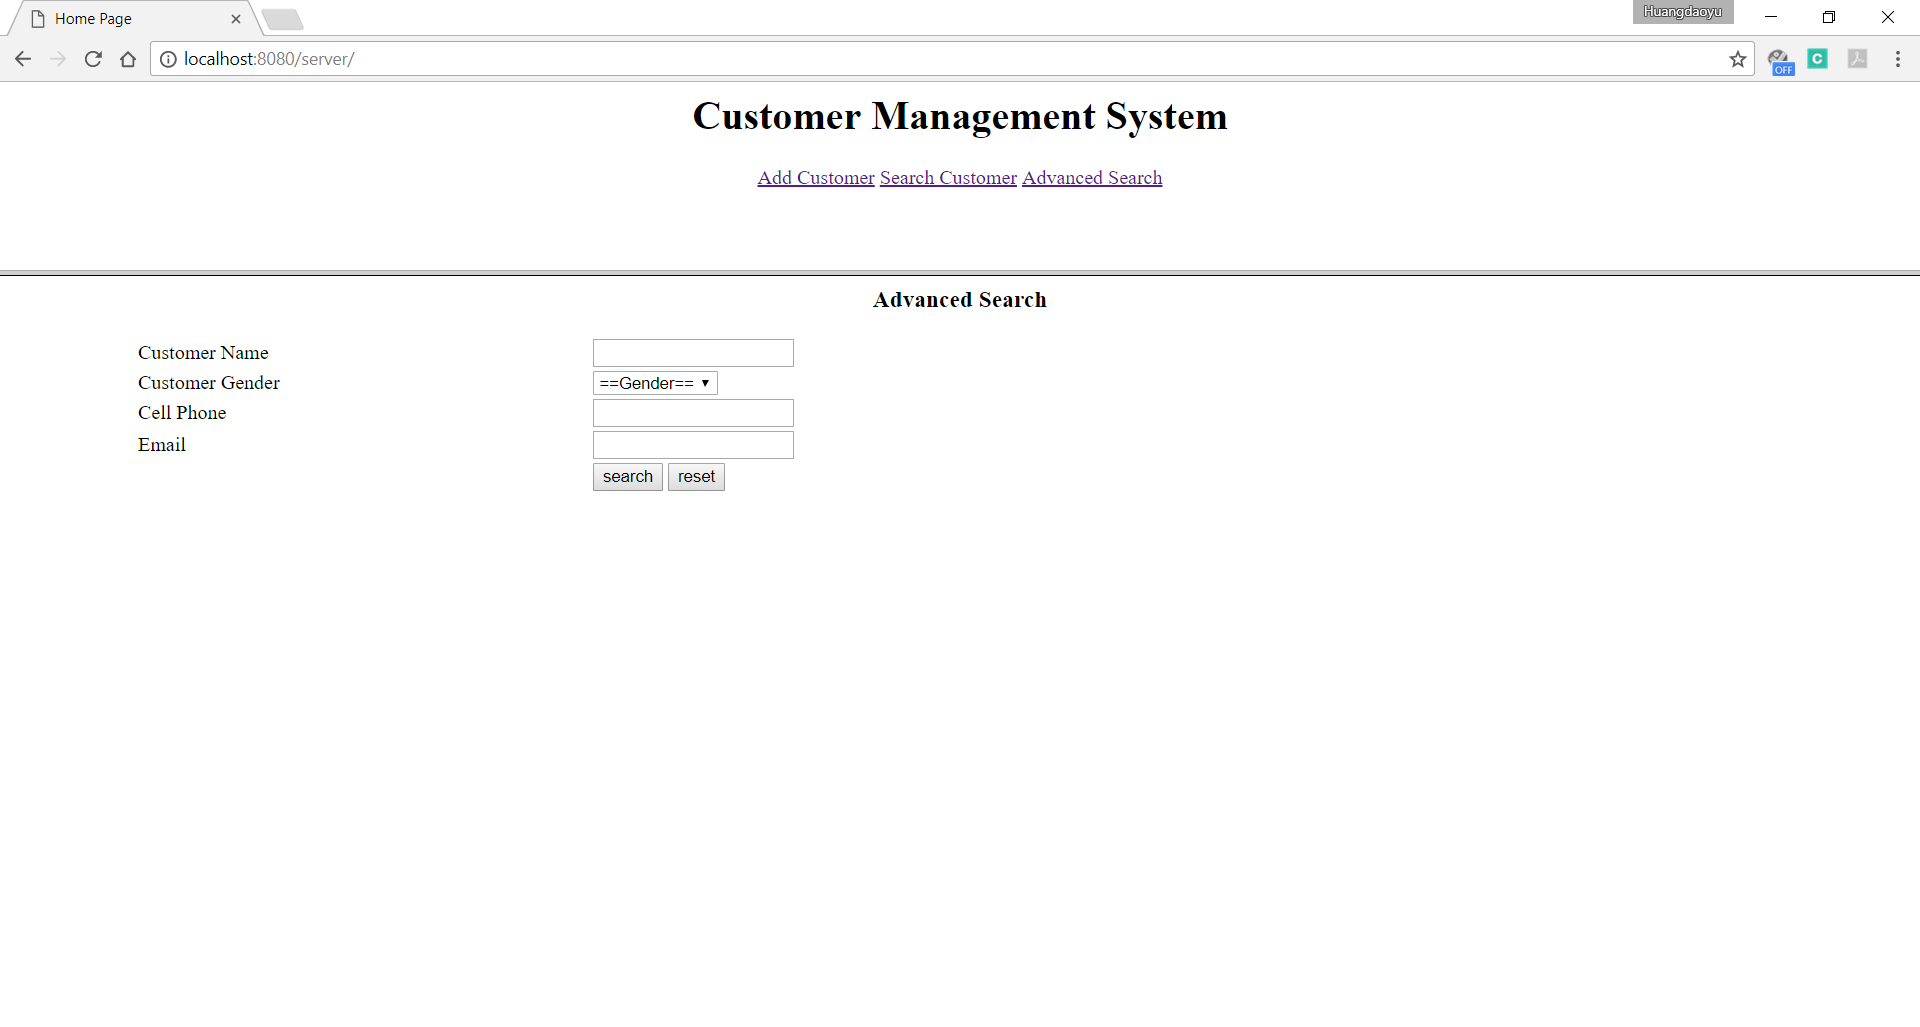 Home Page
Huangdaoyu
localhost:8080/server/
OFF
C
Customer Management System
Add Customer Search Customer Advanced Search
Advanced Search
Customer Name
Customer Gender ==Gender==
Cell Phone
Email
search reset